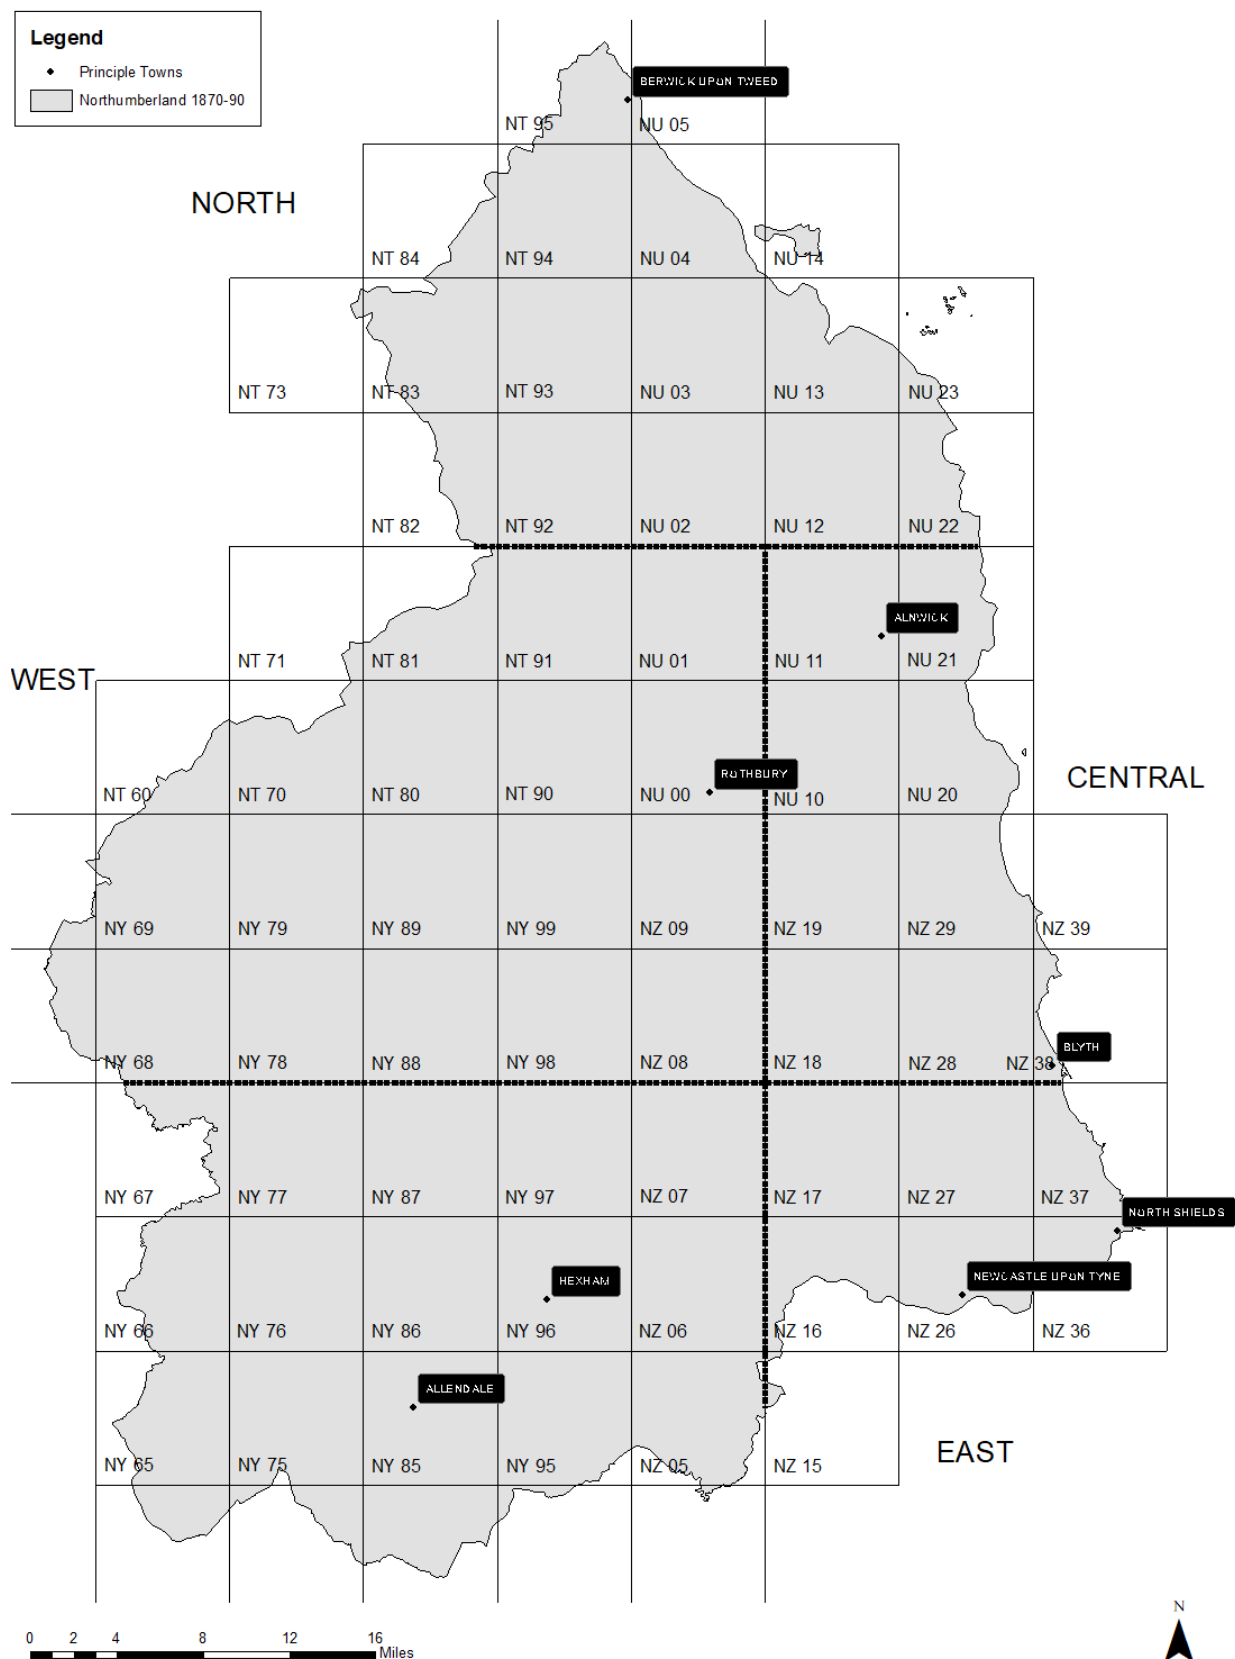 Legend
Principle Towns
Northumberland 1870-90
BERWICK UPON TWEED
NT 95 NU 05
NORTH
NT 84 NT 94 NU 04 NU 14
NT 73 NT 83 NT 93 NU 03 NU 13 NU 23
NT 82 NT 92 NU 02 NU 12 NU 22
ALNWICK
NT 71 NT 81 NT 91 NU 01 NU 11 NU 21
WEST
ROTHBURY
CENTRAL
NT 60 NT 70 NT 80 NT 90 NU 00 NU 10 NU 20
NY 69 NY 79 NY 89 NY 99 NZ 09 NZ 19 NZ 29 NZ 39
BLYTH
NY 68 NY 78 NY 88 NY 98 NZ 08 NZ 18 NZ 28 NZ 38
NY 67 NY 77 NY 87 NY 97 NZ 07 NZ 17 NZ 27 NZ 37
NORTH SHIELDS
HEXHAM
NEWCASTLE UPON TYNE
NY 66 NY 76 NY 86 NY 96 NZ 06 NZ 16 NZ 26 NZ 36
ALLENDALE
EAST
NY 65 NY 75 NY 85 NY 95 NZ 05 NZ 15
N
0 2 4 8 12 16
Miles